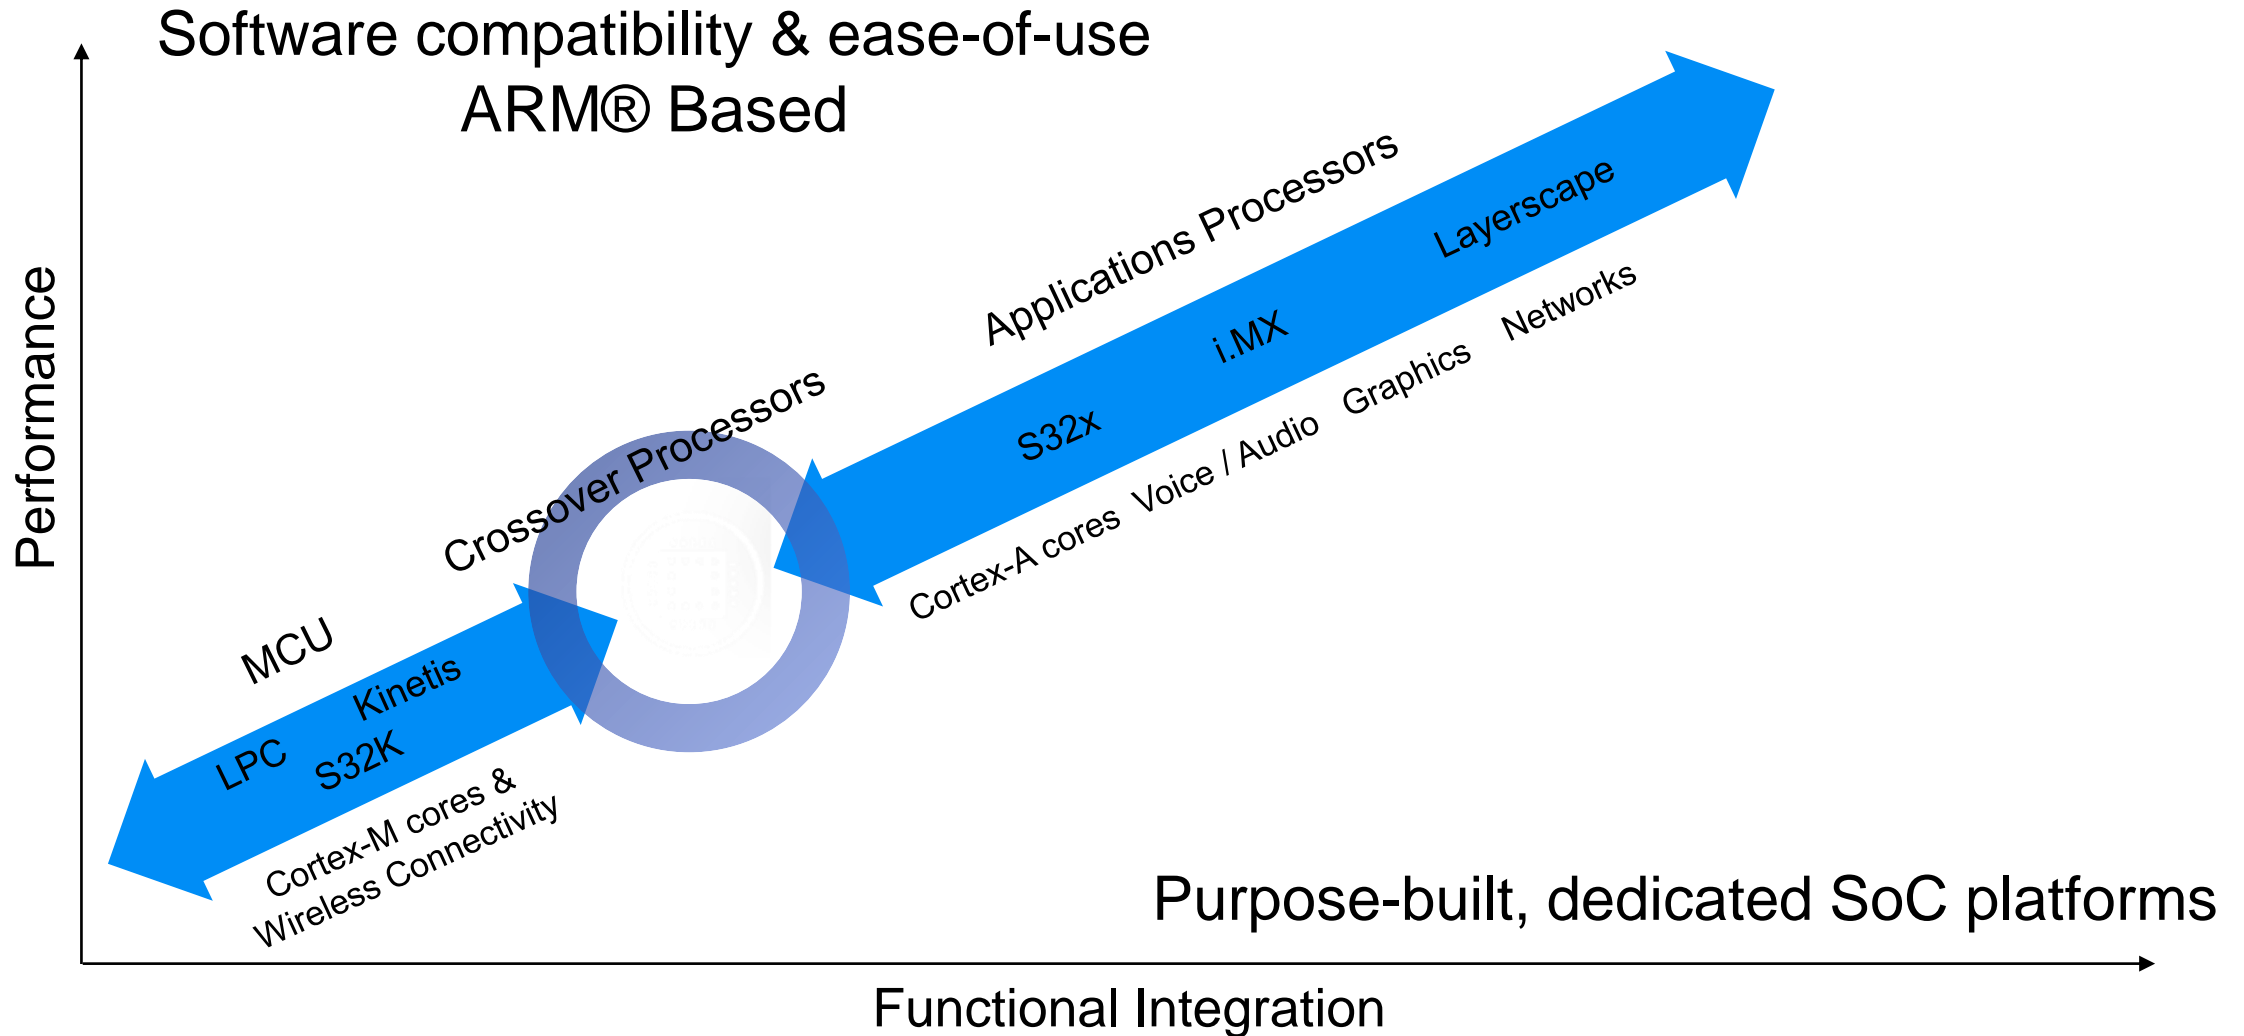 Software compatibility & ease-of-use
ARM® Based
Performance
Applications Processors
Layerscape
i.MX
S32x
Networks
Graphics
Voice / Audio
Cortex-A cores
Crossover Processors
MCU
Kinetis
LPC
S32K
Cortex-M cores &
Wireless Connectivity
Purpose-built, dedicated SoC platforms
Functional Integration